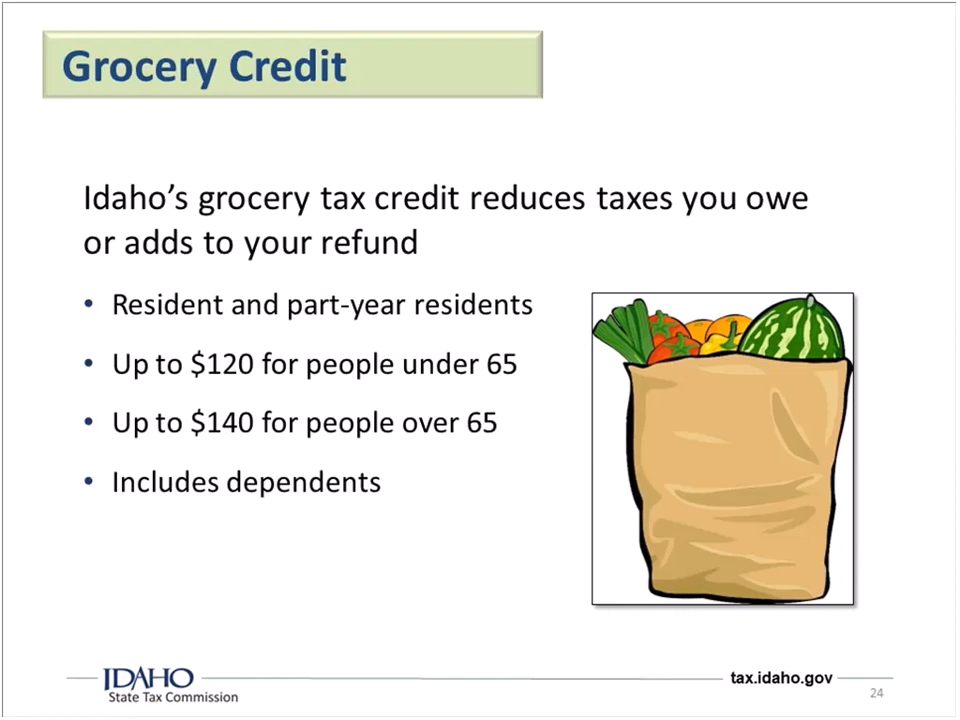 Grocery Credit
Idaho’s grocery tax credit reduces taxes you owe
or adds to your refund
• Resident and part-year residents
• Up to $120 for people under 65
• Up to $140 for people over 65
• Includes dependents
IDAHO
State Tax Commission
tax.idaho.gov
24